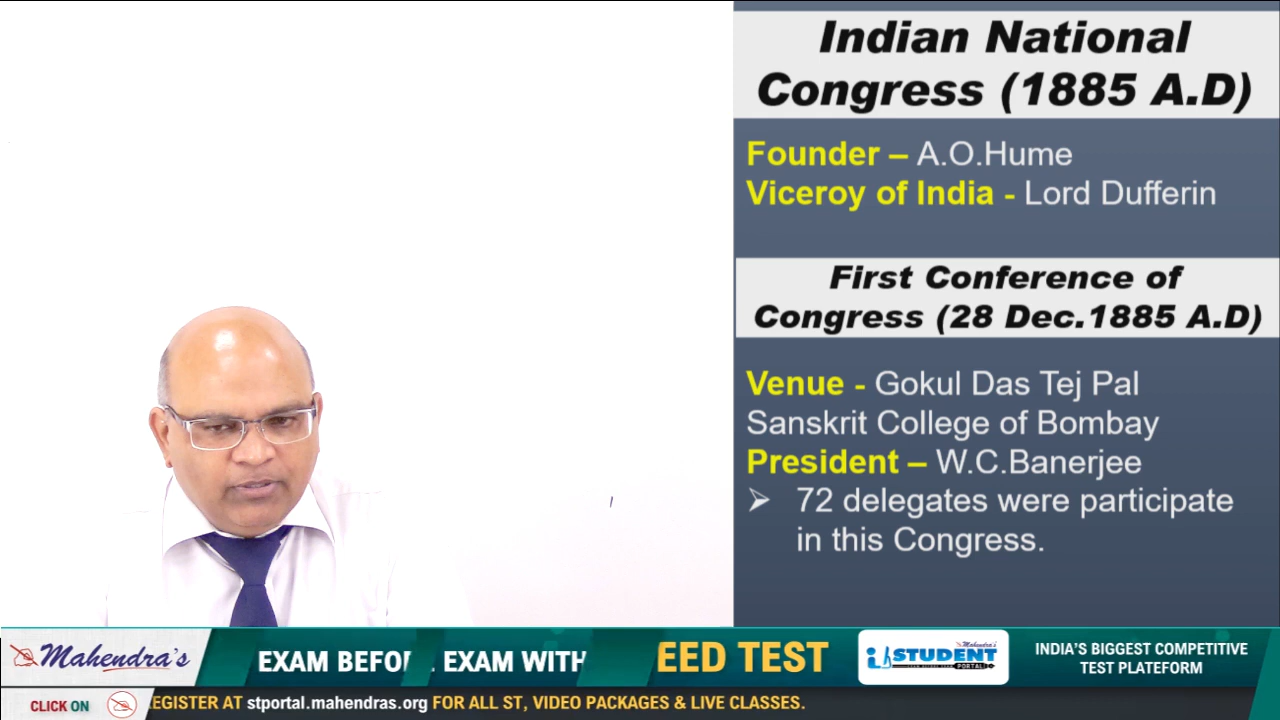 Indian National
Congress (1885 A.D)
Founder – A.O.Hume
Viceroy of India - Lord Dufferin
First Conference of
Congress (28 Dec.1885 A.D)
Venue - Gokul Das Tej Pal
Sanskrit College of Bombay
President – W.C.Banerjee
➢ 72 delegates were participate
in this Congress.
Mahendra's
EXAM BEFO EXAM WITH EED TEST
Mahendra's
STUDENT
PORTAL
INDIA'S BIGGEST COMPETITIVE
TEST PLATEFORM
CLICK ON
EGISTER AT stportal.mahendras.org FOR ALL ST, VIDEO PACKAGES & LIVE CLASSES.